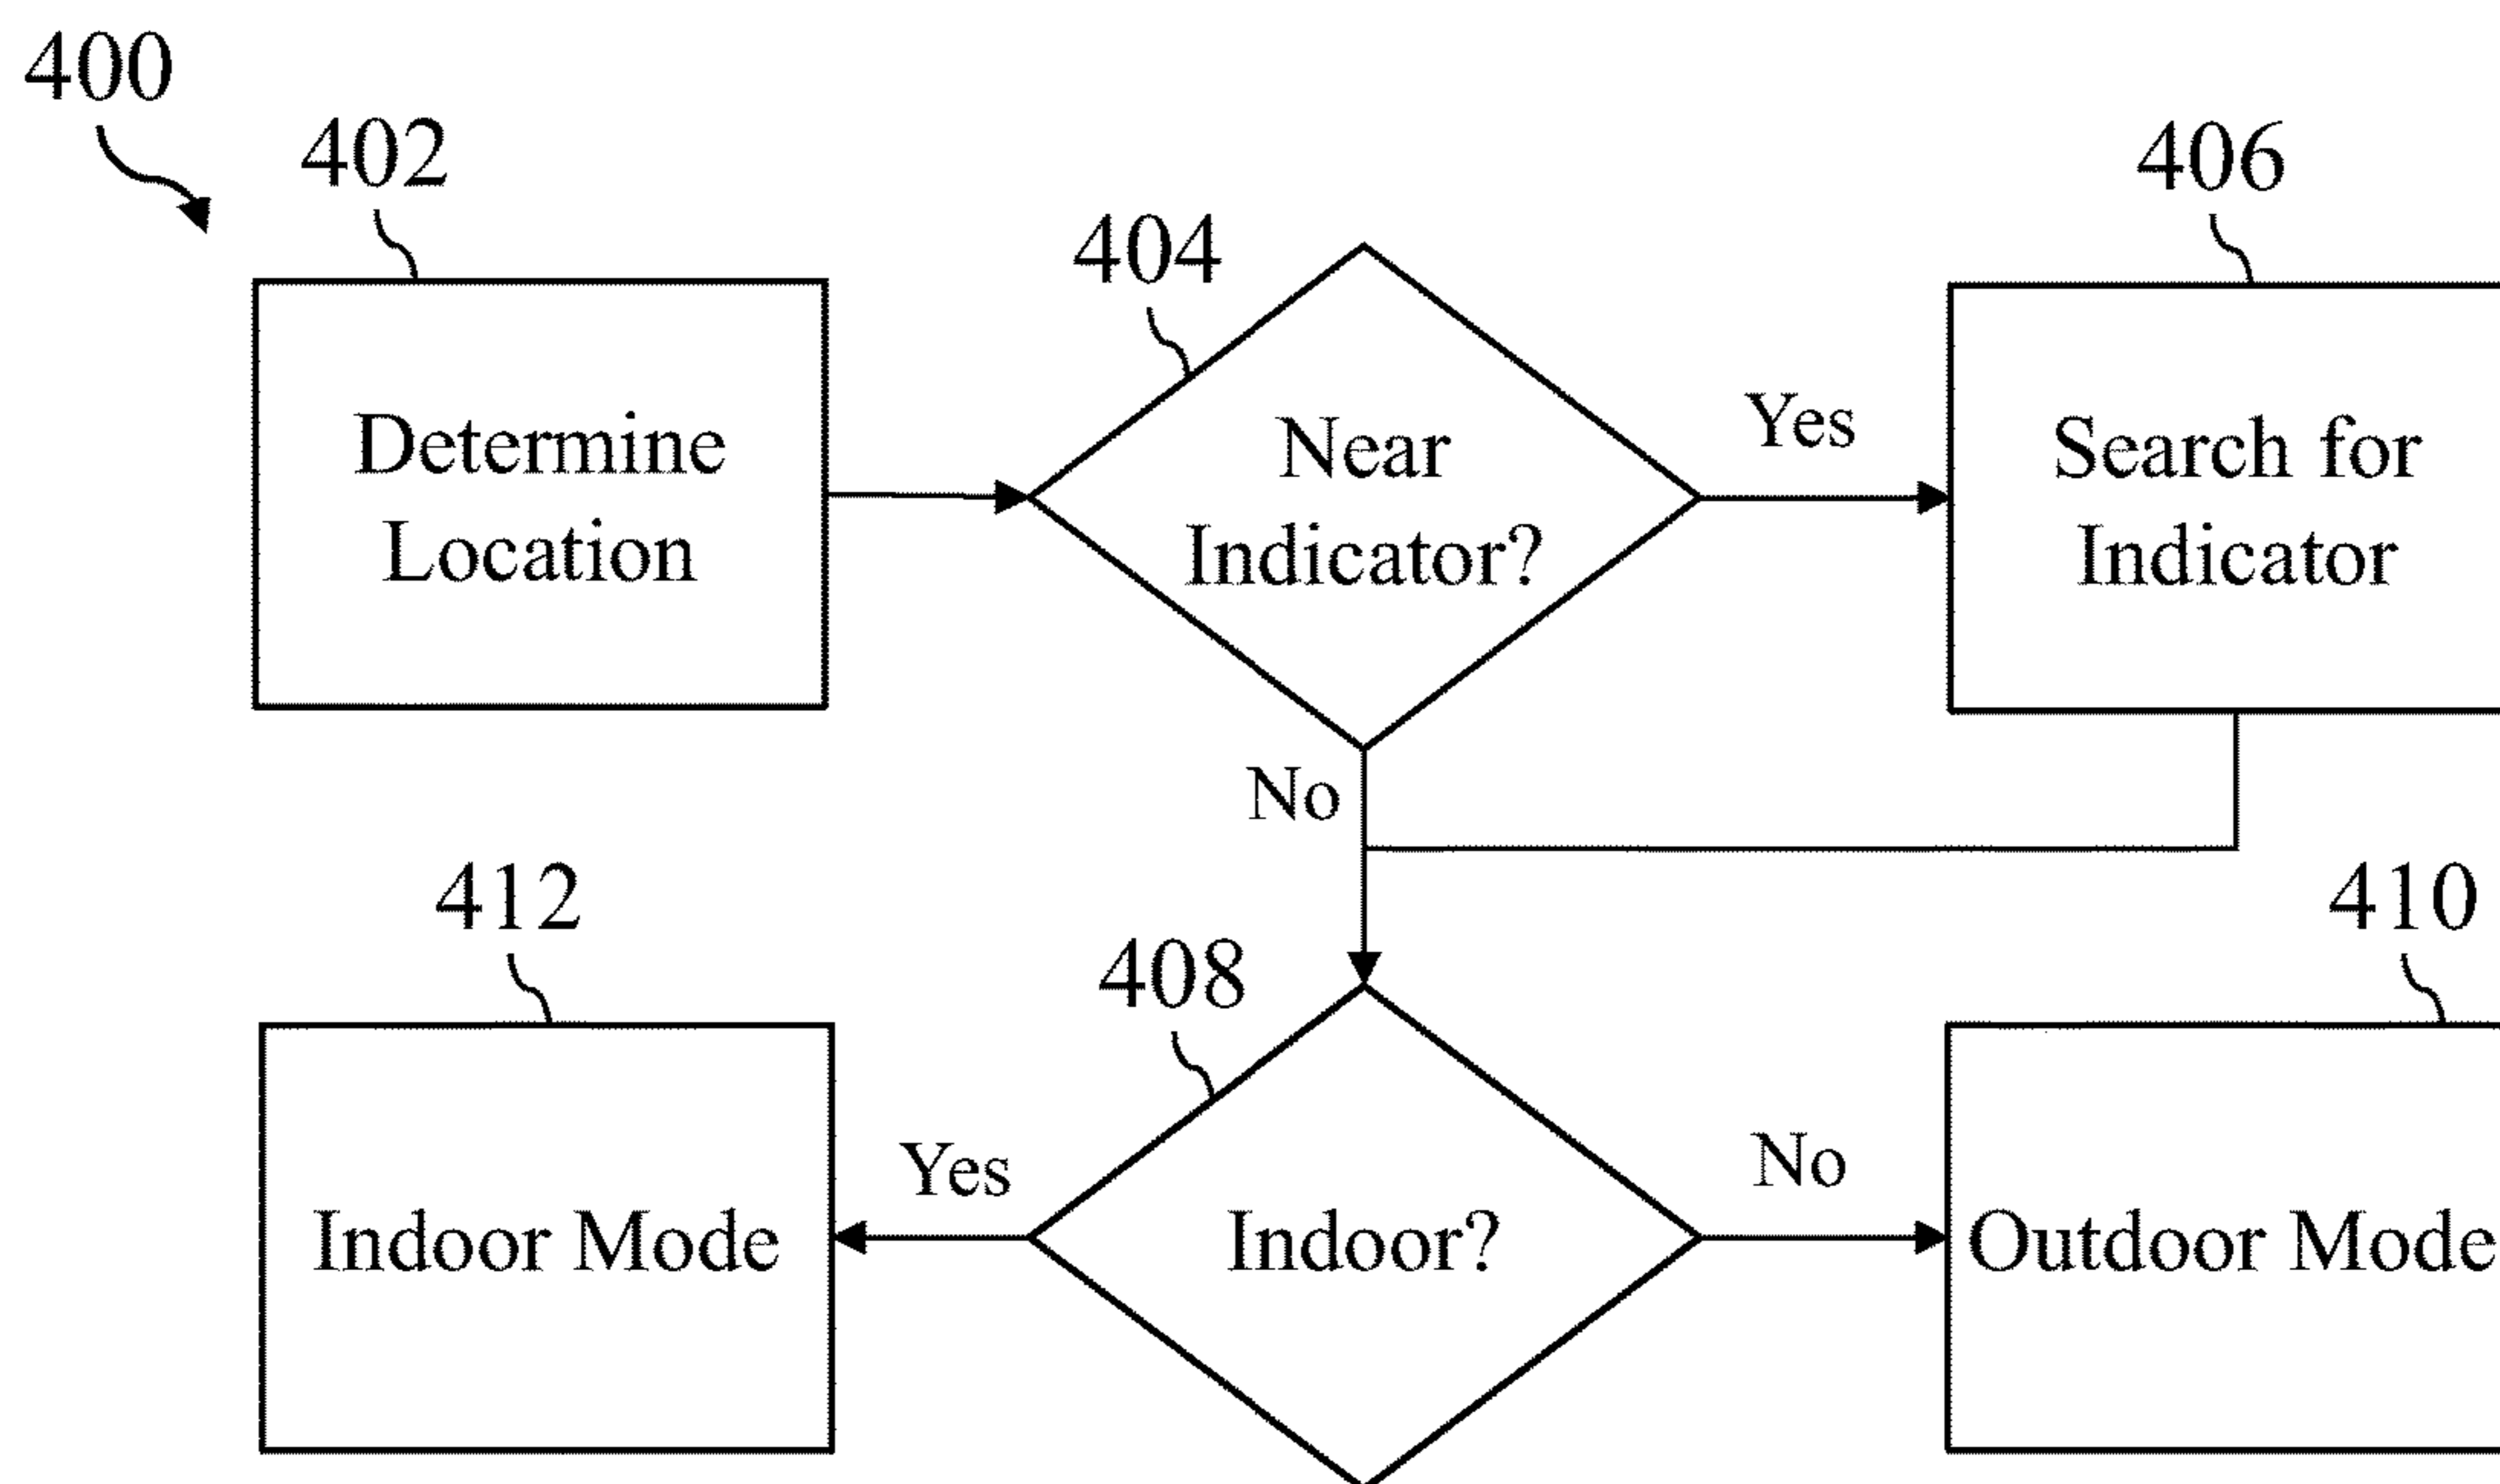 400
402
404
406
Determine
Location
Near
Indicator?
Yes
Search for
Indicator
No
412
408
410
Indoor Mode
Yes
Indoor?
No
Outdoor Mode